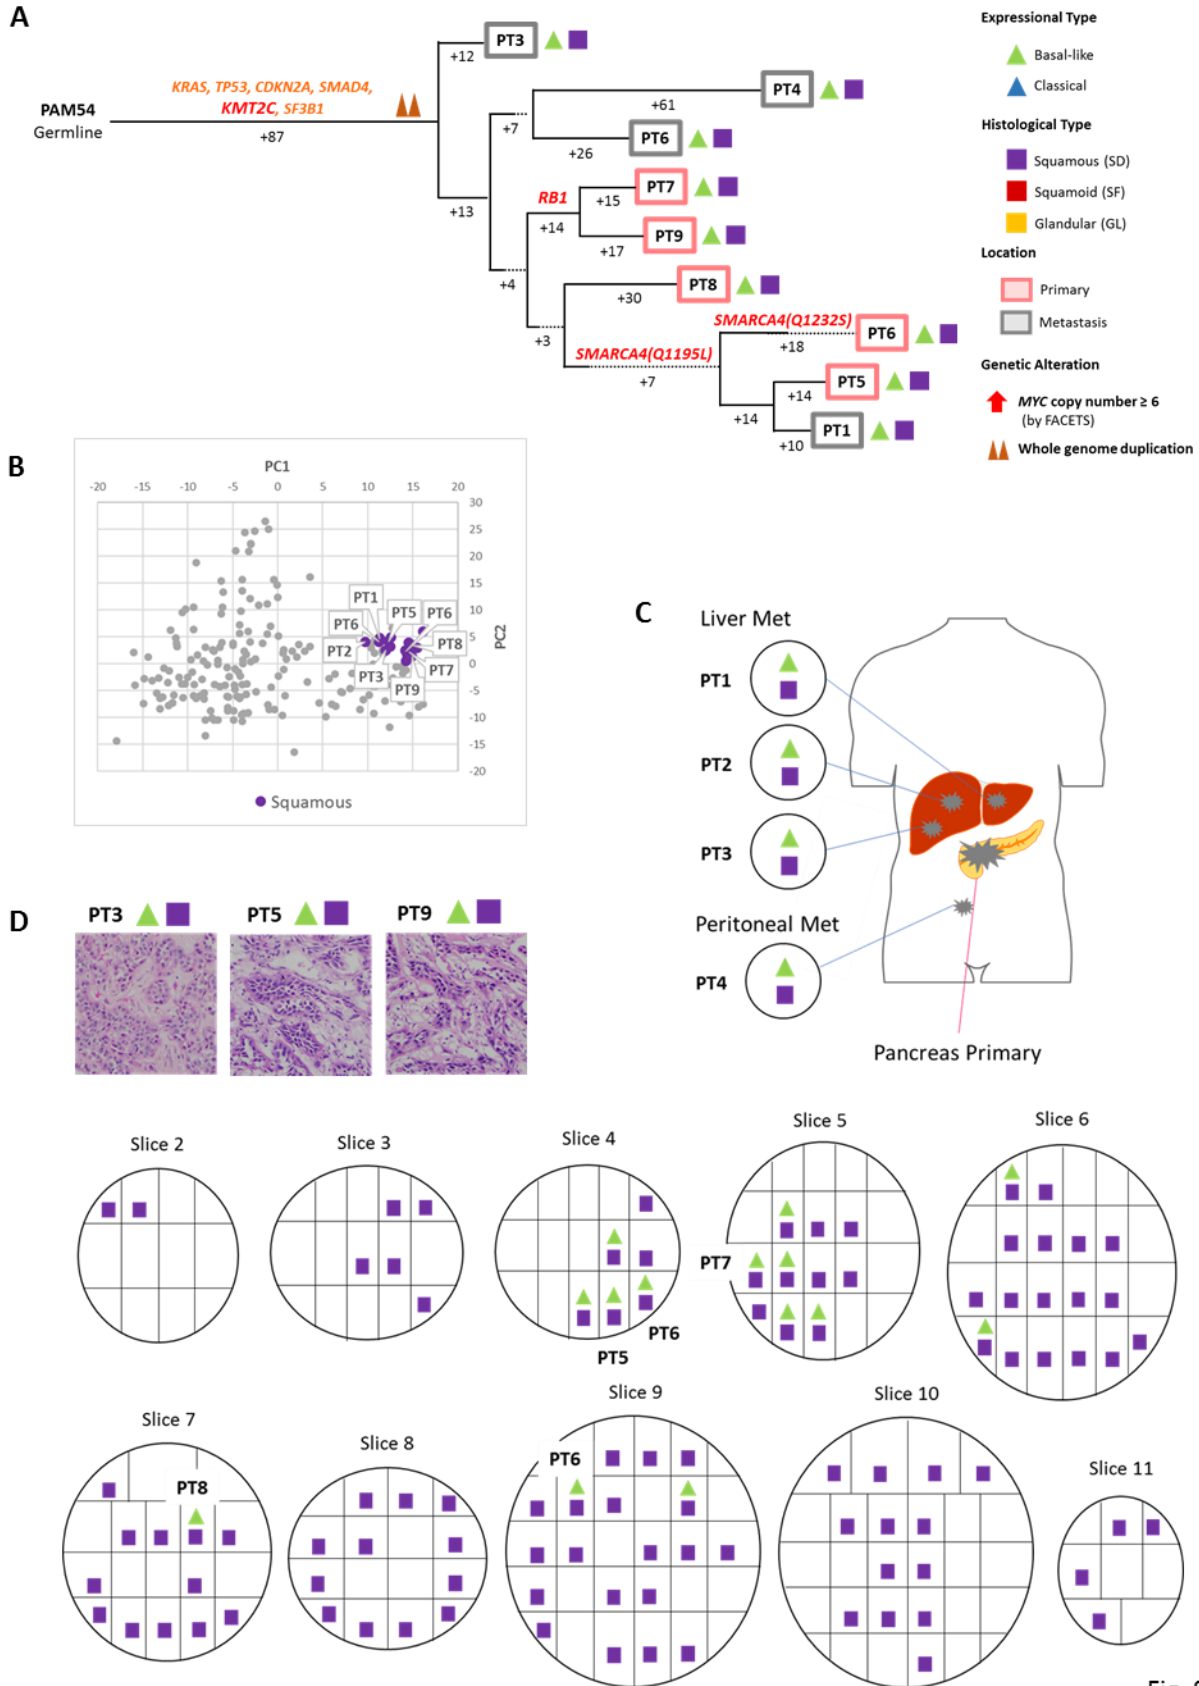 A
PT3
+12
KRAS, TP53, CDKN2A, SMAD4,
KMT2C, SF3B1
PAM54
Germline
+87
PT4
+61
+7
PT6
+26
RB1
PT7
+15
+13
+14
PT9
+17
+4
PT8
+30
SMARCA4(Q1232S)
PT6
+18
+3
SMARCA4(Q1195L)
+7
PT5
+14
+14
PT1
+10
Expressional Type
Basal-like
Classical
Histological Type
Squamous (SD)
Squamoid (SF)
Glandular (GL)
Location
Primary
Metastasis
Genetic Alteration
MYC copy number ≥ 6
(by FACETS)
Whole genome duplication
B
PC1
-20 -15 -10 -5 0 5 10 15 20
30
25
20
15
10
5
0
-5
-10
-15
-20
PC2
PT1
PT5
PT6
PT6
PT2
PT8
PT3
PT7
PT9
Squamous
C
Liver Met
PT1
PT2
PT3
Peritoneal Met
PT4
Pancreas Primary
D
PT3
PT5
PT9
Slice 2
Slice 3
Slice 4
Slice 5
Slice 6
PT7
PT6
PT5
Slice 7
Slice 8
Slice 9
Slice 10
Slice 11
PT8
PT6